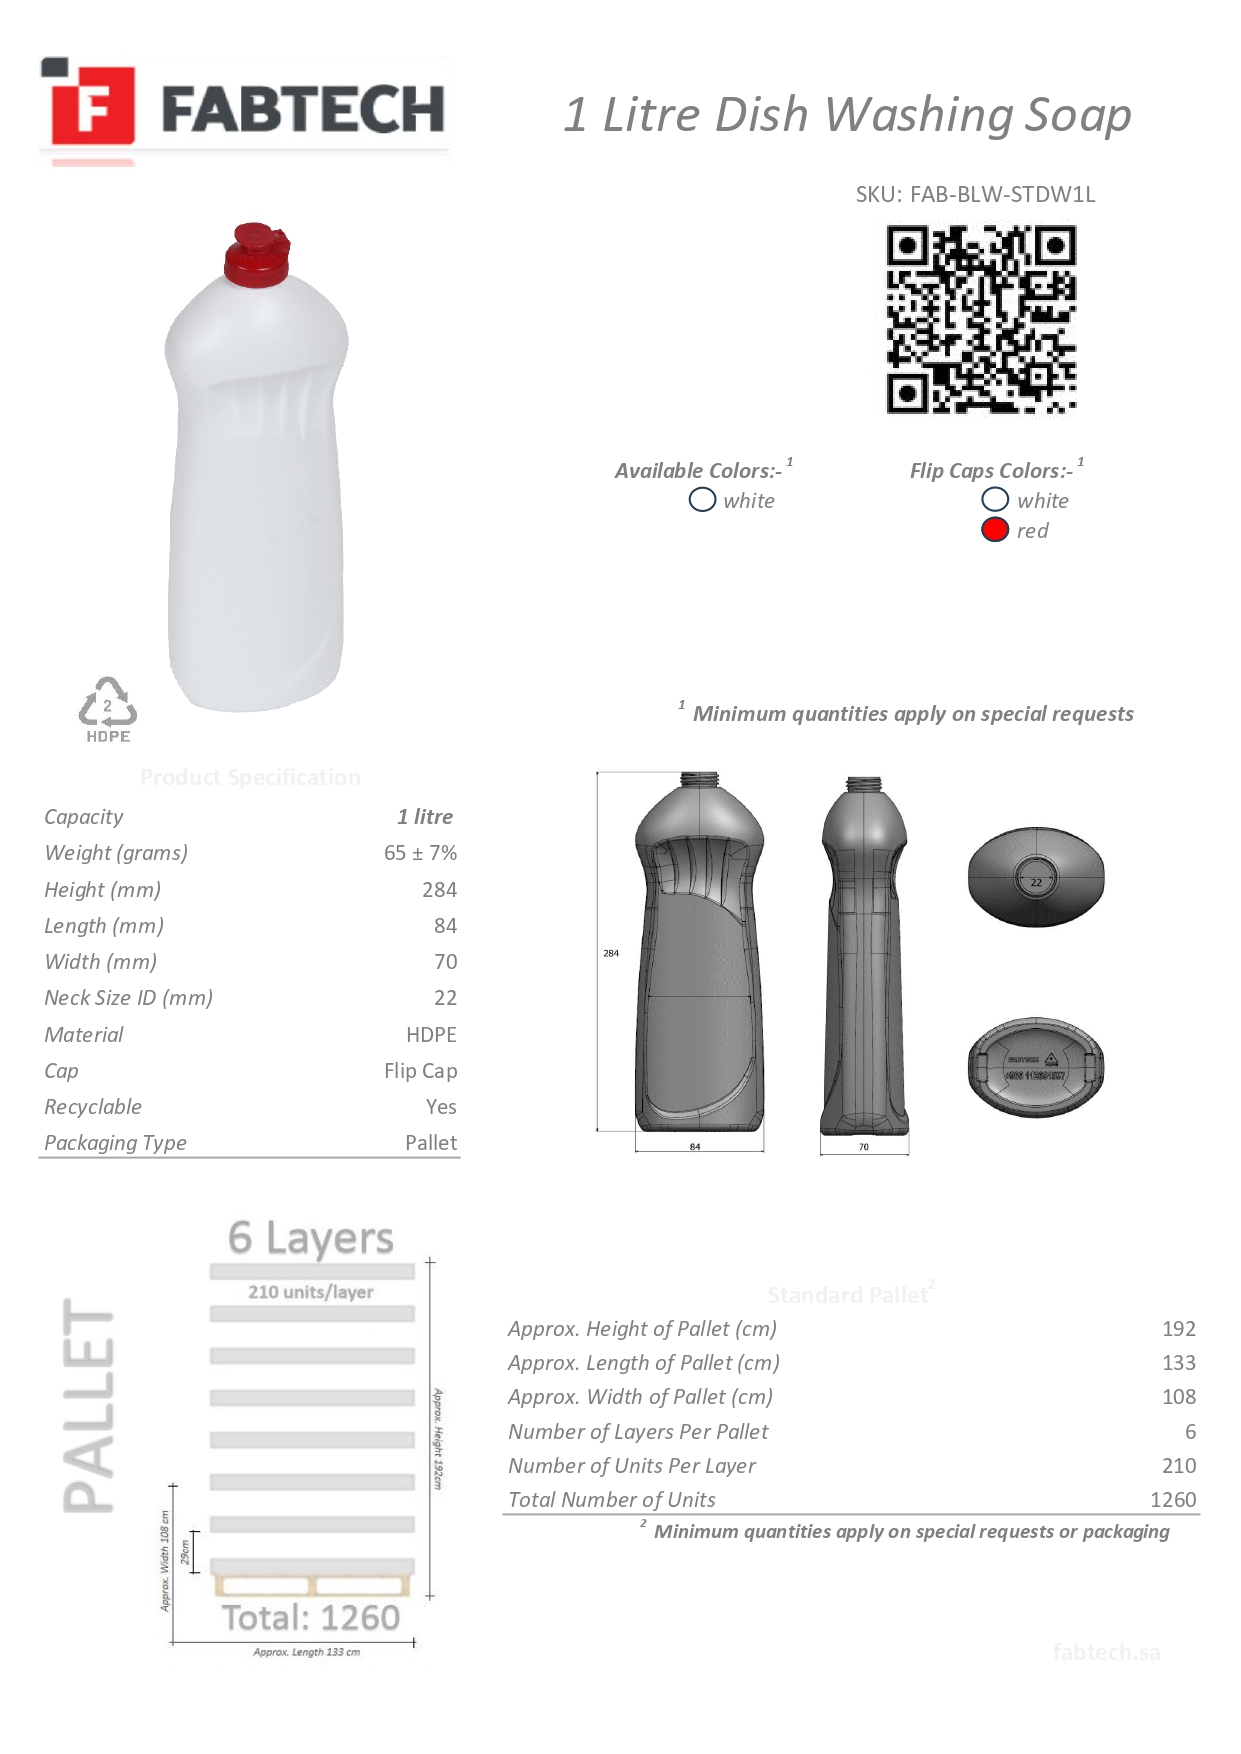 F FABTECH
1 Litre Dish Washing Soap
SKU: FAB-BLW-STDW1L
Available Colors:- 1
white
Flip Caps Colors:- 1
white
red
2
HDPE
1 Minimum quantities apply on special requests
Product Specification
Capacity 1 litre
Weight (grams) 65 ± 7%
Height (mm) 284
Length (mm) 84
Width (mm) 70
Neck Size ID (mm) 22
Material HDPE
Cap Flip Cap
Recyclable Yes
Packaging Type Pallet
284
84
70
22
FABTECH
PALLET
6 Layers
210 units/layer
Approx. Height 192cm
Approx. Width 108 cm
29cm
Total: 1260
Approx. Length 133 cm
Standard Pallet 2
Approx. Height of Pallet (cm) 192
Approx. Length of Pallet (cm) 133
Approx. Width of Pallet (cm) 108
Number of Layers Per Pallet 6
Number of Units Per Layer 210
Total Number of Units 1260
2 Minimum quantities apply on special requests or packaging
fabtech.sa